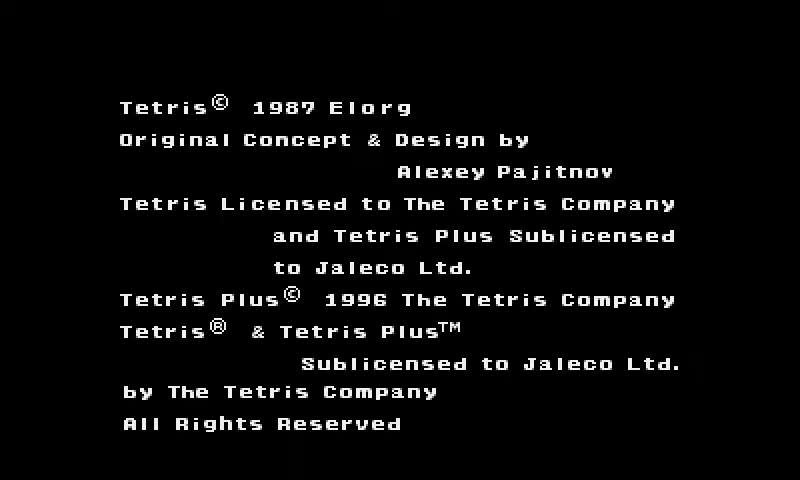 Tetris© 1987 Elorg
Original Concept & Design by
Alexey Pajitnov
Tetris Licensed to The Tetris Company
and Tetris Plus Sublicensed
to Jaleco Ltd.
Tetris Plus© 1996 The Tetris Company
Tetris® & Tetris Plus™
Sublicensed to Jaleco Ltd.
by The Tetris Company
All Rights Reserved